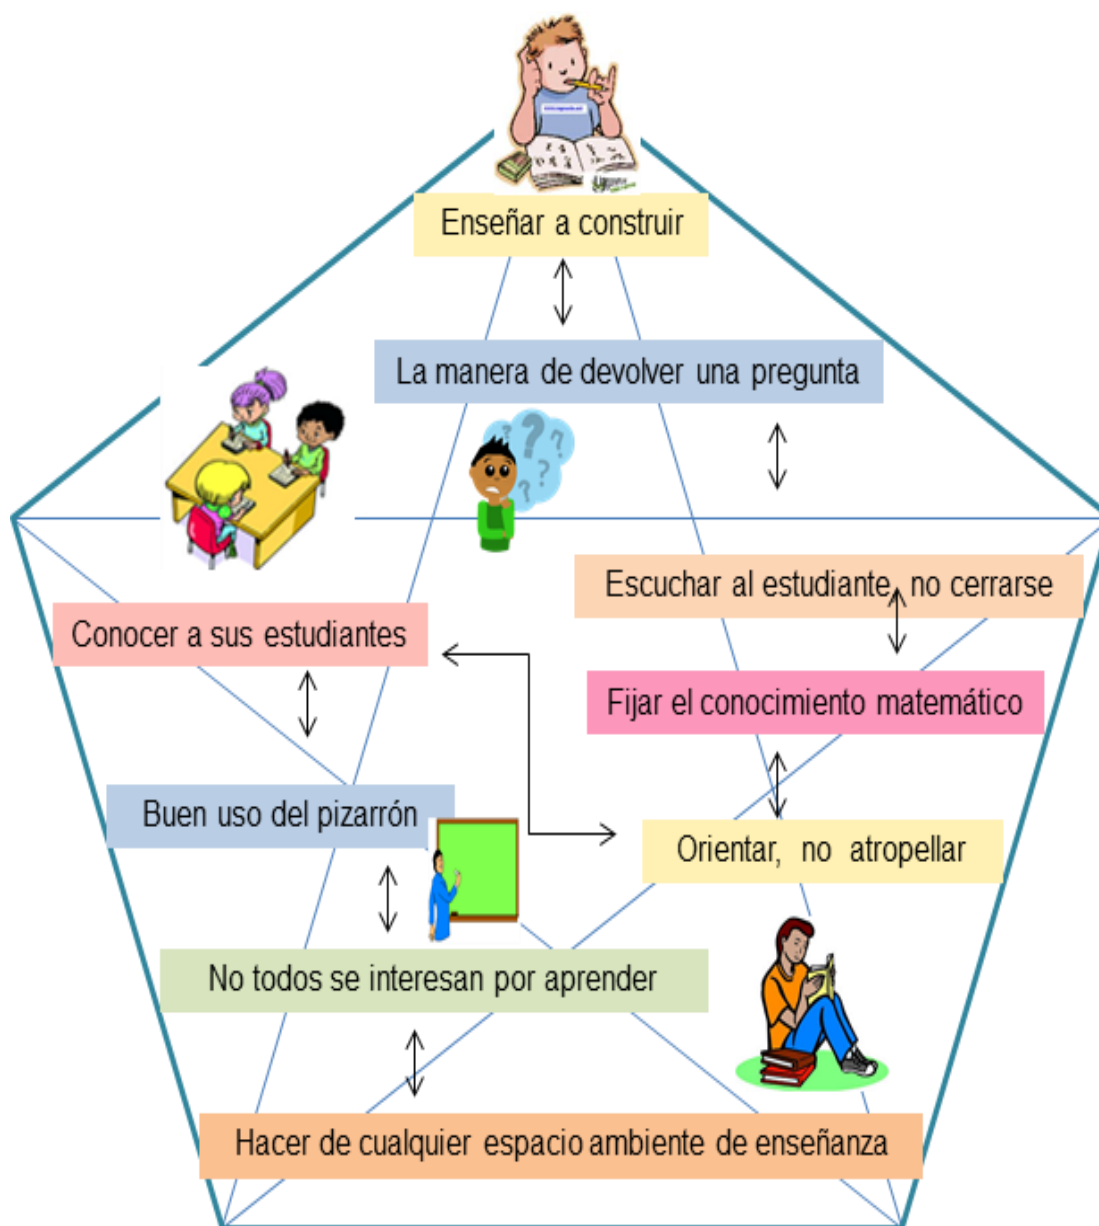 Enseñar a construir
La manera de devolver una pregunta
Escuchar al estudiante, no cerrarse
Conocer a sus estudiantes
Fijar el conocimiento matemático
Buen uso del pizarrón
Orientar, no atropellar
No todos se interesan por aprender
Hacer de cualquier espacio ambiente de enseñanza